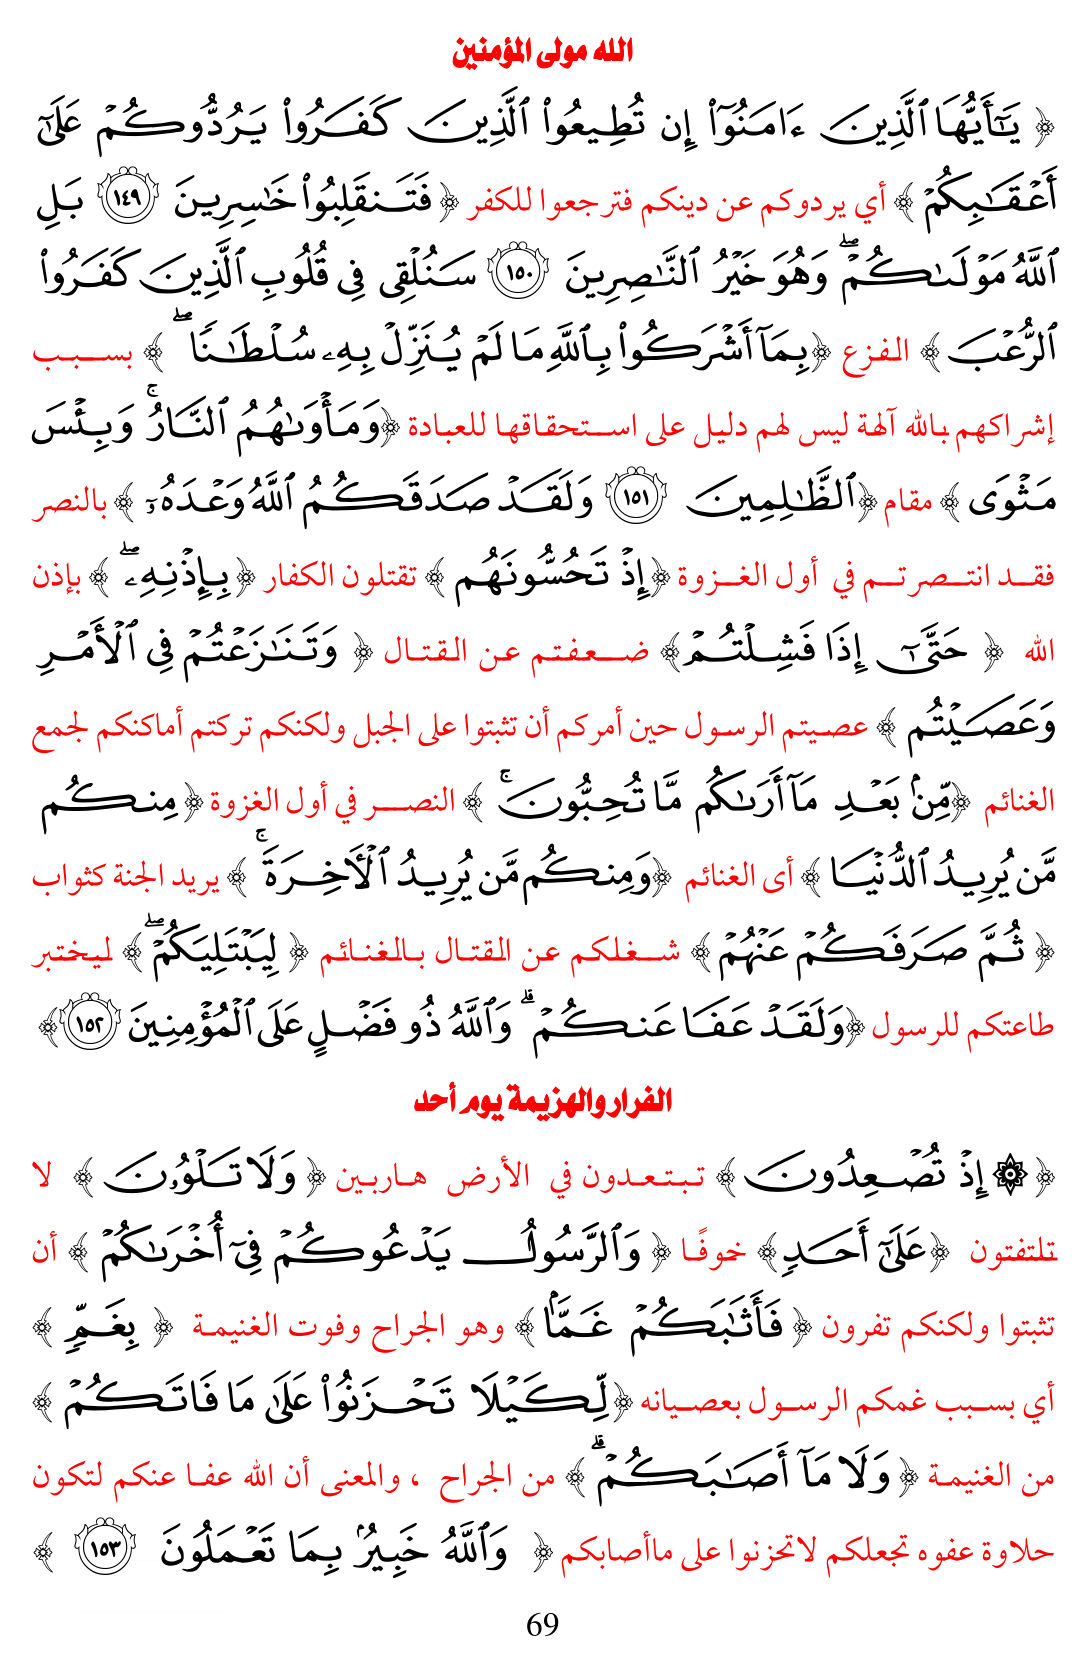 الله مولى المؤمنين
﴿ يَٰٓأَيُّهَا ٱلَّذِينَ ءَامَنُوٓا۟ إِن تُطِيعُوا۟ ٱلَّذِينَ كَفَرُوا۟ يَرُدُّوكُمْ عَلَىٰٓ
أَعْقَٰبِكُمْ ﴾ أي يردوكم عن دينكم فترجعوا للكفر ﴿ فَتَنقَلِبُوا۟ خَٰسِرِينَ ١٤٩ بَلِ
ٱللَّهُ مَوْلَىٰكُمْ ۖ وَهُوَ خَيْرُ ٱلنَّٰصِرِينَ ١٥٠ سَنُلْقِى فِى قُلُوبِ ٱلَّذِينَ كَفَرُوا۟
ٱلرُّعْبَ ﴾ الفزع ﴿بِمَآ أَشْرَكُوا۟ بِٱللَّهِ مَا لَمْ يُنَزِّلْ بِهِۦ سُلْطَٰنًا ۖ ﴾ بسبب
إشراكهم بالله آلهة ليس لهم دليل على استحقاقها للعبادة ﴿وَمَأْوَىٰهُمُ ٱلنَّارُ ۚ وَبِئْسَ
مَثْوَى ﴾ مقام ﴿ٱلظَّٰلِمِينَ ١٥١ وَلَقَدْ صَدَقَكُمُ ٱللَّهُ وَعْدَهُۥٓ ﴾ بالنصر
فقد انتصرتم في أول الغزوة ﴿إِذْ تَحُسُّونَهُم ﴾ تقتلون الكفار ﴿بِإِذْنِهِۦ ۖ ﴾ بإذن
الله ﴿ حَتَّىٰٓ إِذَا فَشِلْتُمْ﴾ ضعفتم عن القتال ﴿ وَتَنَٰزَعْتُمْ فِى ٱلْأَمْرِ
وَعَصَيْتُم ﴾ عصيتم الرسول حين أمركم أن تثبتوا على الجبل ولكنكم تركتم أماكنكم لجمع
الغنائم ﴿مِّنۢ بَعْدِ مَآ أَرَىٰكُم مَّا تُحِبُّونَ ۚ ﴾ النصر في أول الغزوة ﴿مِنكُم
مَّن يُرِيدُ ٱلدُّنْيَا ﴾ أى الغنائم ﴿وَمِنكُم مَّن يُرِيدُ ٱلْأَخِرَةَ ۚ ﴾ يريد الجنة كثواب
﴿ ثُمَّ صَرَفَكُمْ عَنْهُمْ ﴾ شغلكم عن القتال بالغنائم ﴿ لِيَبْتَلِيَكُمْ ۖ﴾ ليختبر
طاعتكم للرسول ﴿وَلَقَدْ عَفَا عَنكُمْ ۗ وَٱللَّهُ ذُو فَضْلٍ عَلَى ٱلْمُؤْمِنِينَ ١٥٢﴾
الفرار والهزيمة يوم أحد
﴿ ۞ إِذْ تُصْعِدُونَ ﴾ تبتعدون في الأرض هاربين ﴿ وَلَا تَلْوُۥنَ ﴾ لا
تلتفتون ﴿عَلَىٰٓ أَحَدٍ﴾ خوفًا ﴿ وَٱلرَّسُولُ يَدْعُوكُمْ فِىٓ أُخْرَىٰكُمْ ﴾ أن
تثبتوا ولكنكم تفرون ﴿ فَأَثَٰبَكُمْ غَمًّۢا﴾ وهو الجراح وفوت الغنيمة ﴿ بِغَمٍّ ﴾
أي بسبب غمكم الرسول بعصيانه ﴿لِّكَيْلَا تَحْزَنُوا۟ عَلَىٰ مَا فَاتَكُمْ ﴾
من الغنيمة ﴿ وَلَا مَآ أَصَٰبَكُمْ ۗ ﴾ من الجراح ، والمعنى أن الله عفا عنكم لتكون
حلاوة عفوه تجعلكم لاتحزنوا على ماأصابكم ﴿ وَٱللَّهُ خَبِيرٌۢ بِمَا تَعْمَلُونَ ١٥٣ ﴾
69